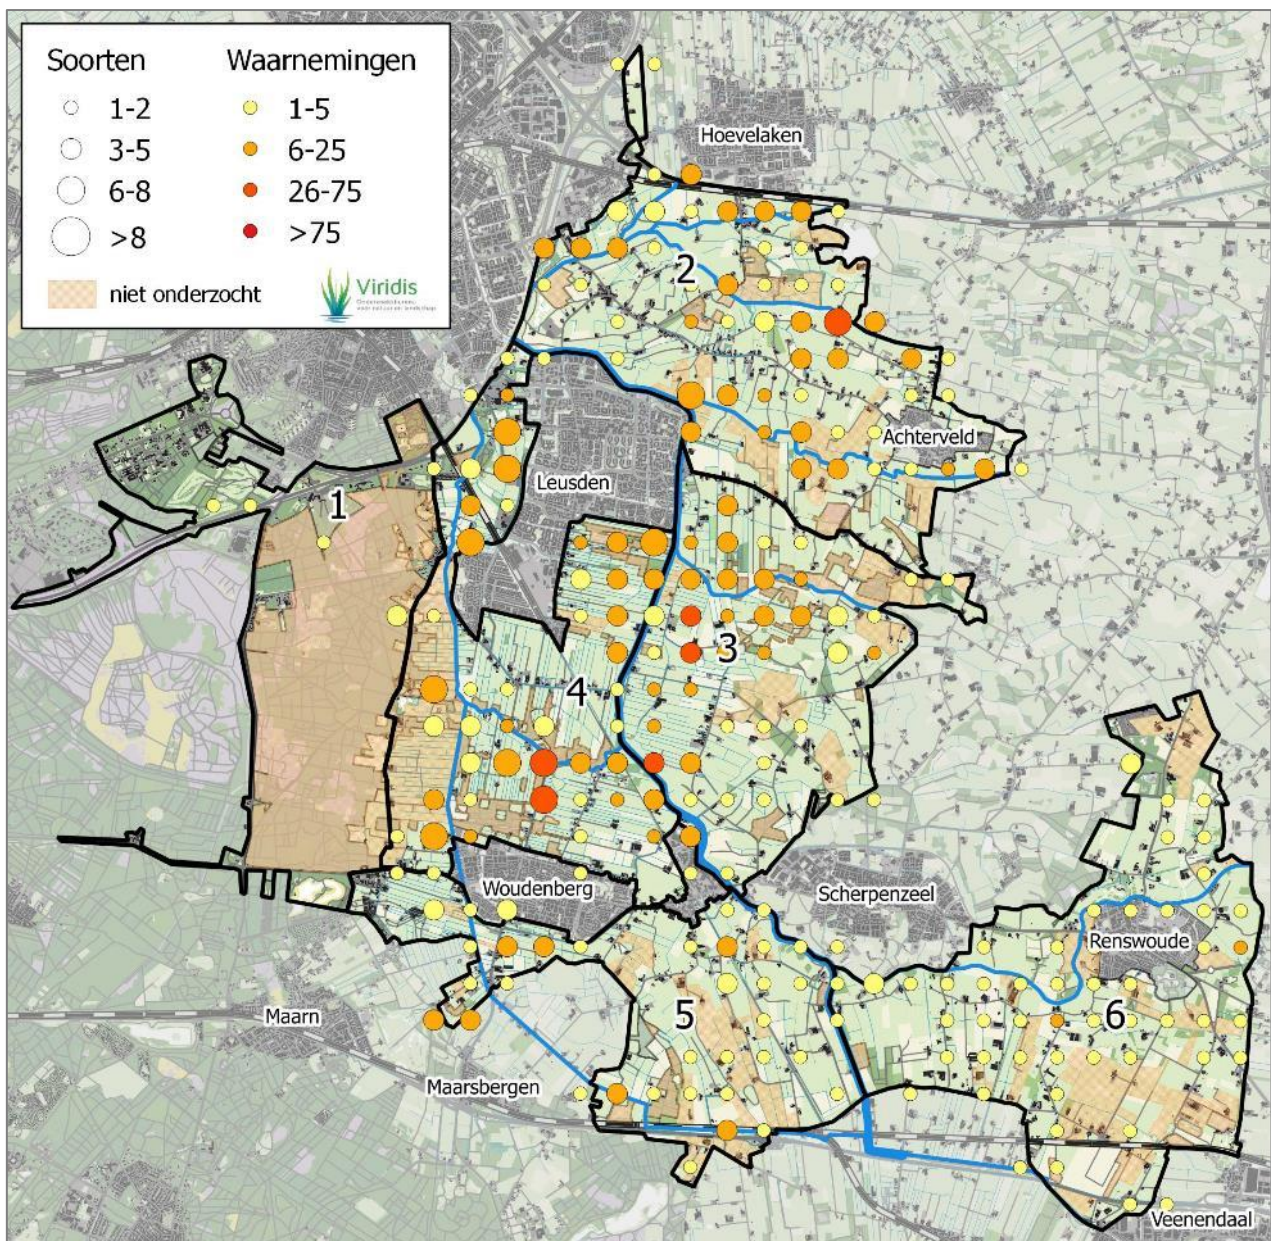 Soorten
Waarnemingen
1-2
1-5
3-5
6-25
6-8
26-75
>8
>75
niet onderzocht
Viridis
Hoevelaken
2
Achterveld
Leusden
1
3
4
Woudenberg
Scherpenzeel
Renswoude
Maarn
5
6
Maarsbergen
Veenendaal